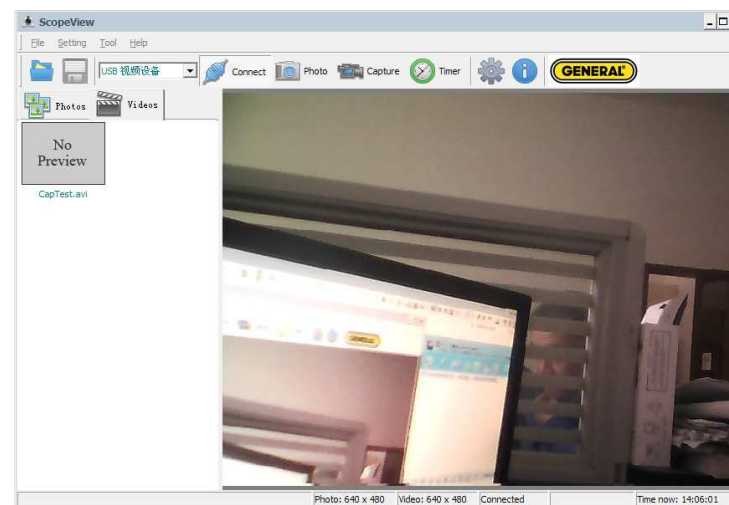 ScopeView
File Setting Tool Help
USB 视频设备 Connect Photo Capture Timer GENERAL®
Photos Videos
No
Preview
CapTest.avi
GENERAL
Photo: 640 x 480 Video: 640 x 480 Connected Time now: 14:06:01